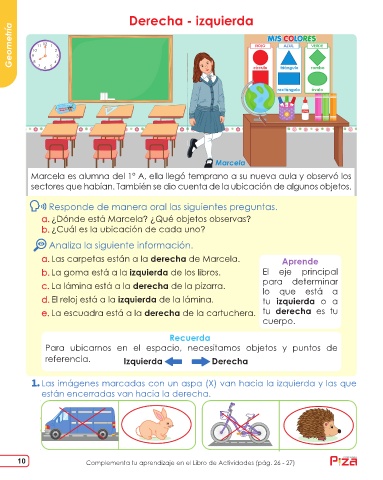 Geometría
Derecha - izquierda
MIS COLORES
ROJO AZUL VERDE
círculo triángulo rombo
rectángulo óvalo
Marcela
Marcela es alumna del 1° A, ella llegó temprano a su nueva aula y observó los
sectores que habían. También se dio cuenta de la ubicación de algunos objetos.
Responde de manera oral las siguientes preguntas.
a. ¿Dónde está Marcela? ¿Qué objetos observas?
b. ¿Cuál es la ubicación de cada uno?
Analiza la siguiente información.
a. Las carpetas están a la derecha de Marcela.
b. La goma está a la izquierda de los libros.
c. La lámina está a la derecha de la pizarra.
d. El reloj está a la izquierda de la lámina.
e. La escuadra está a la derecha de la cartuchera.
Aprende
El eje principal
para determinar
lo que está a
tu izquierda o a
tu derecha es tu
cuerpo.
Recuerda
Para ubicarnos en el espacio, necesitamos objetos y puntos de
referencia.
Izquierda Derecha
1. Las imágenes marcadas con un aspa (X) van hacia la izquierda y las que
están encerradas van hacia la derecha.
10
Complementa tu aprendizaje en el Libro de Actividades (pág. 26 - 27)